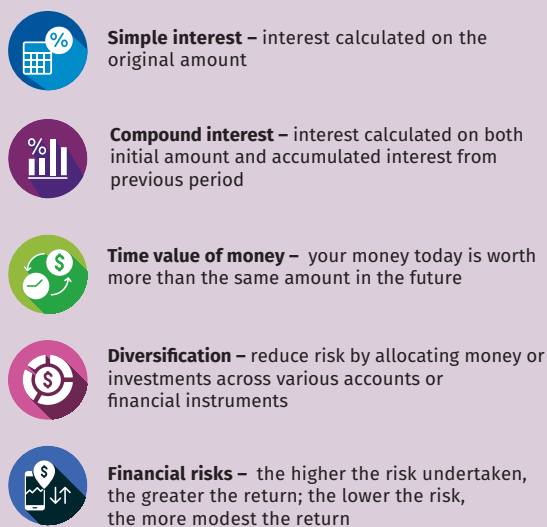 %
Simple interest – interest calculated on the
original amount
%
Compound interest – interest calculated on both
initial amount and accumulated interest from
previous period
$
Time value of money – your money today is worth
more than the same amount in the future
$
Diversification – reduce risk by allocating money or
investments across various accounts or
financial instruments
$
Financial risks – the higher the risk undertaken,
the greater the return; the lower the risk,
the more modest the return